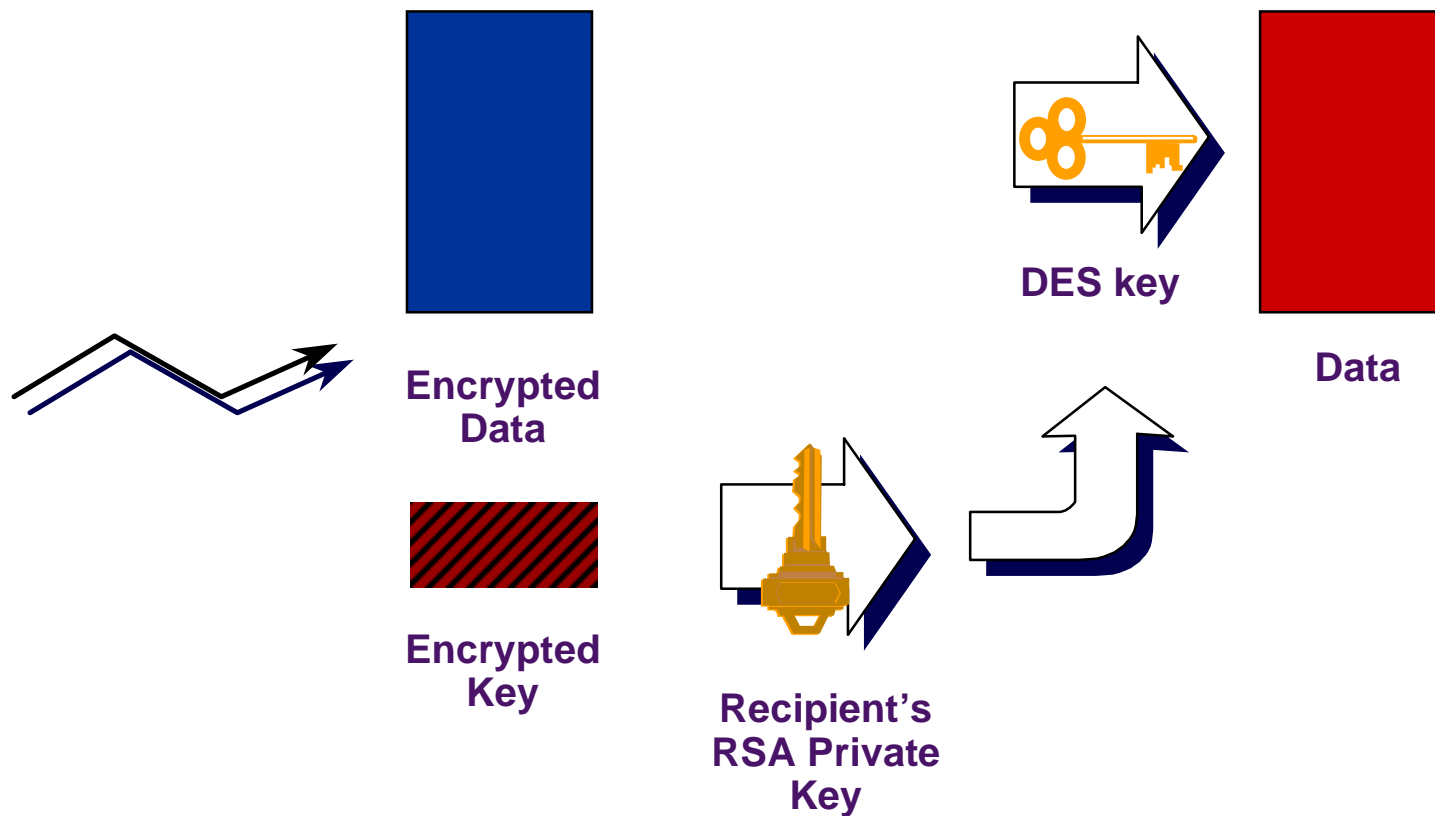 DES key
Data
Encrypted
Data
Encrypted
Key
Recipient’s
RSA Private
Key